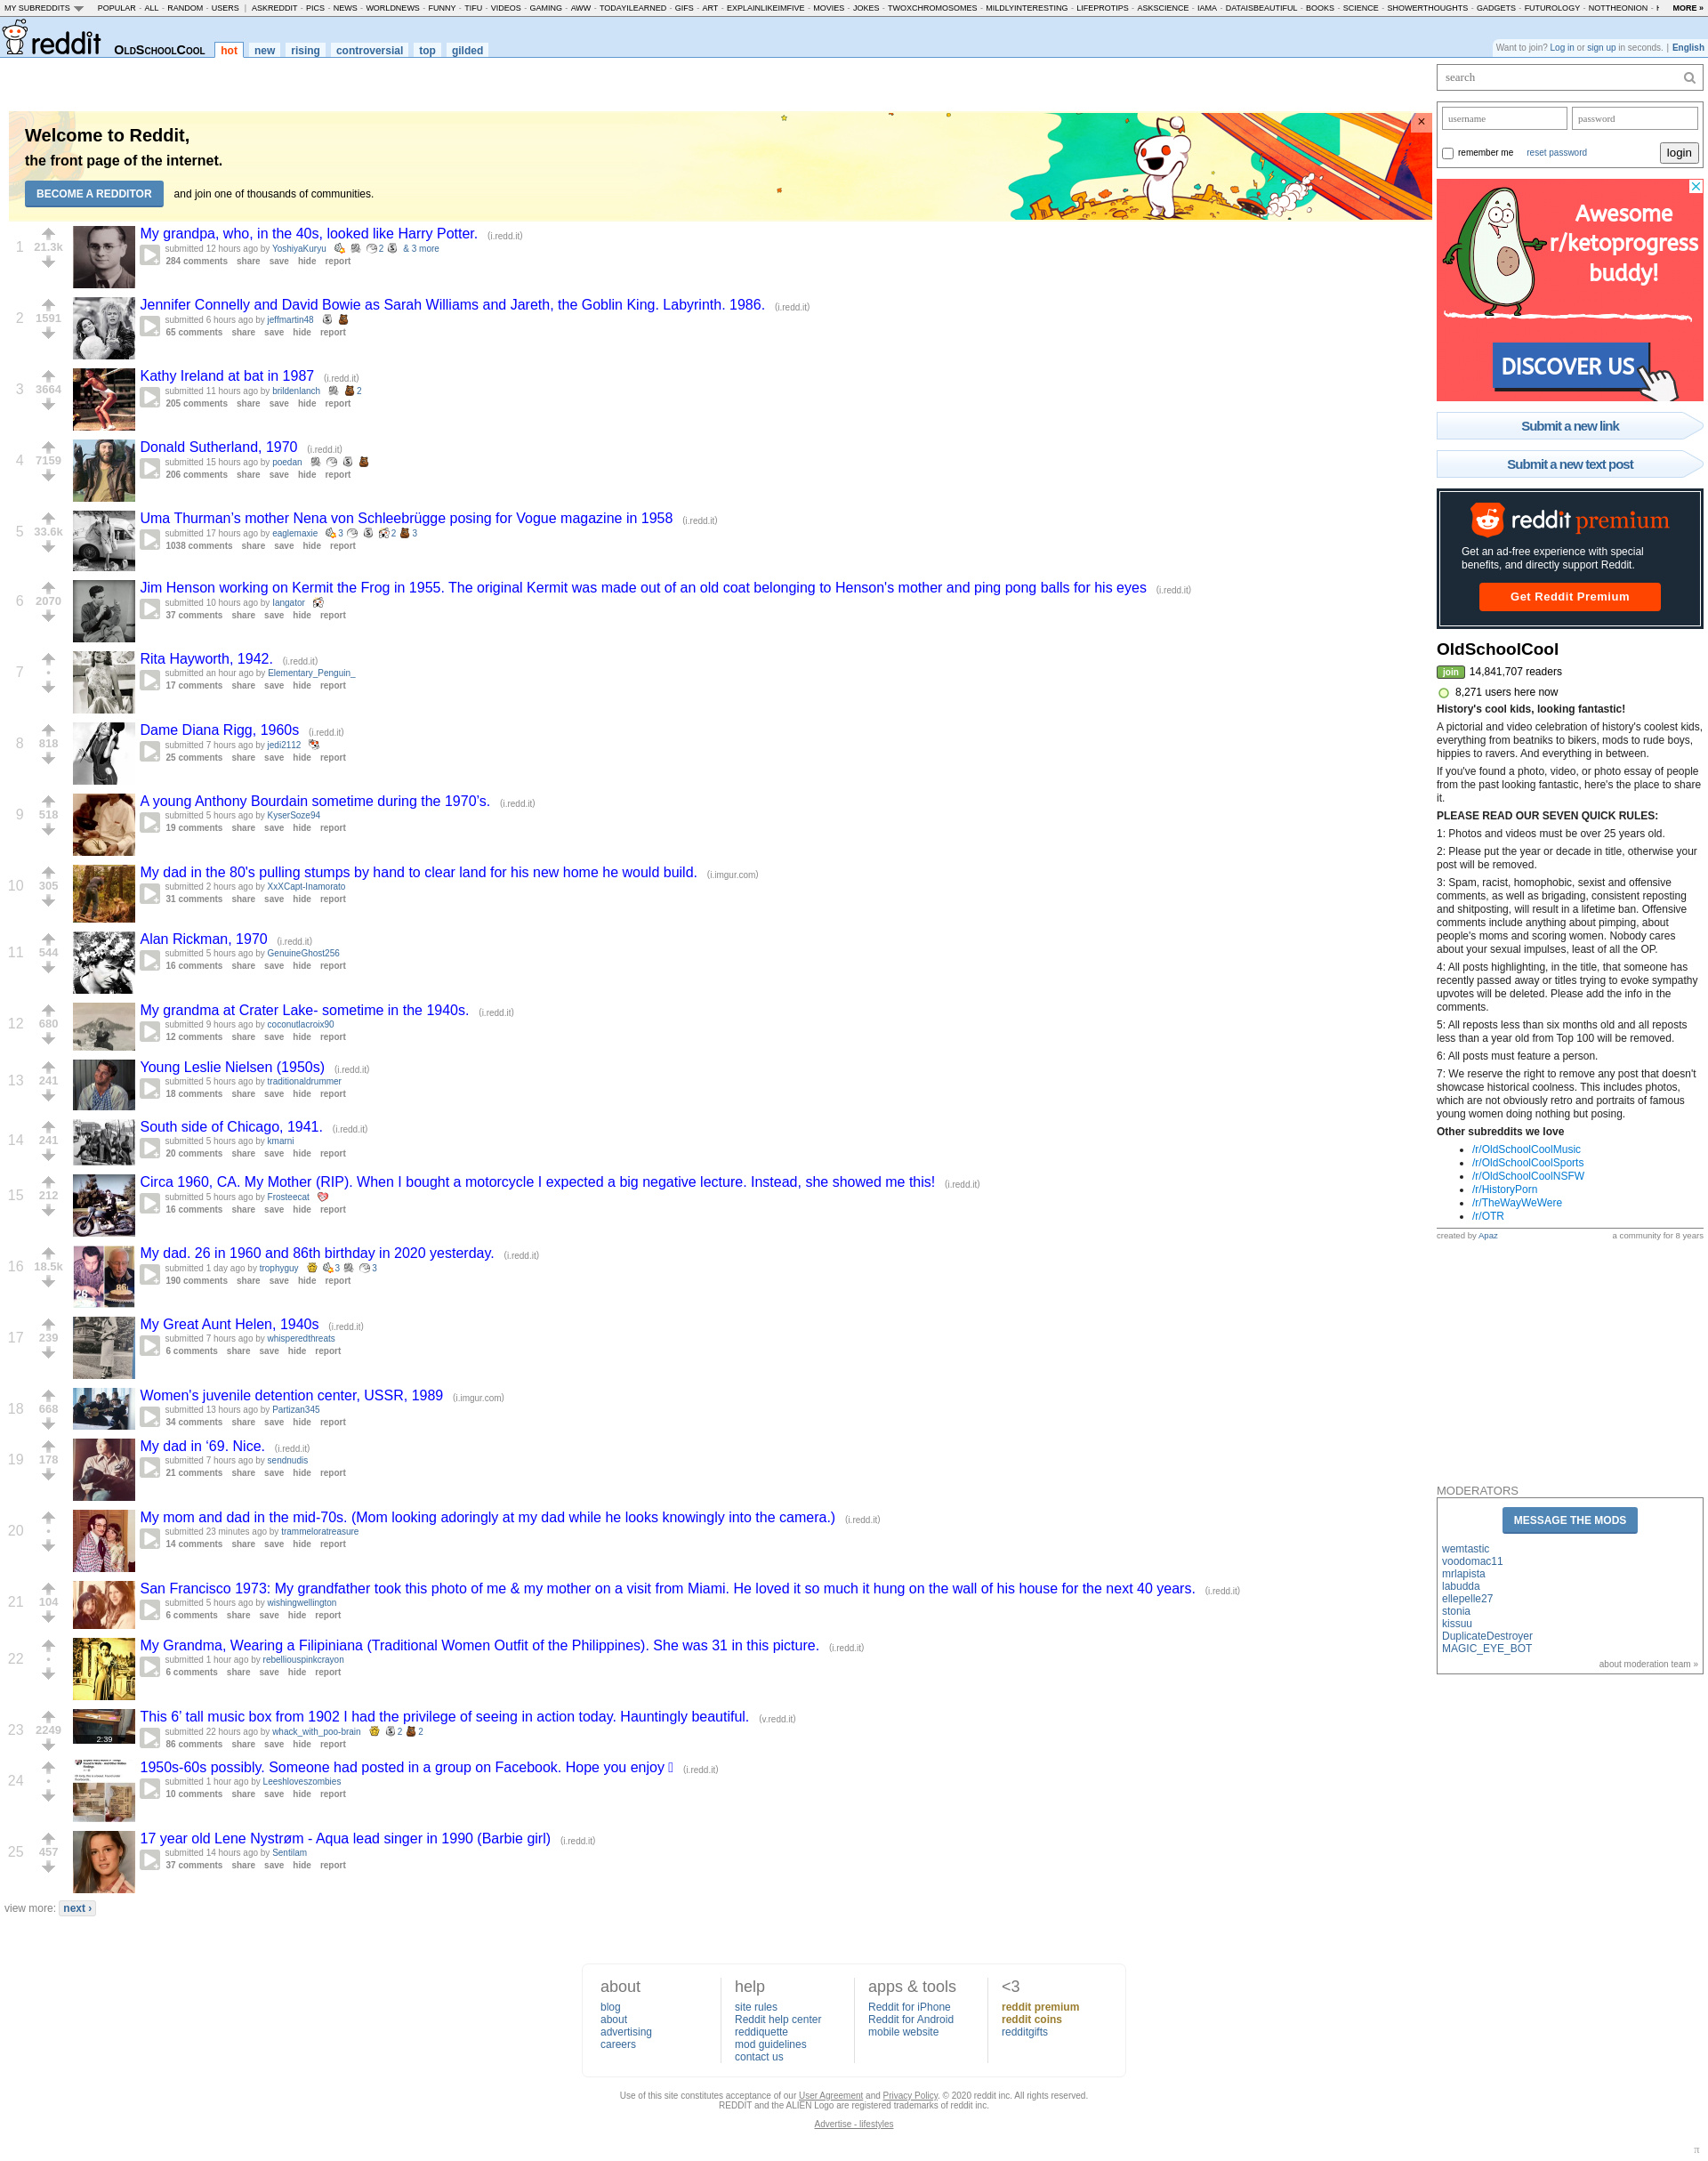 MY SUBREDDITS POPULAR - ALL - RANDOM - USERS | ASKREDDIT - PICS - NEWS - WORLDNEWS - FUNNY - TIFU - VIDEOS - GAMING - AWW - TODAYILEARNED - GIFS - ART - EXPLAINLIKEIMFIVE - MOVIES - JOKES - TWOXCHROMOSOMES - MILDLYINTERESTING - LIFEPROTIPS - ASKSCIENCE - IAMA - DATAISBEAUTIFUL - BOOKS - SCIENCE - SHOWERTHOUGHTS - GADGETS - FUTUROLOGY - NOTTHEONION - MORE »
reddit OLDSCHOOLCOOL hot new rising controversial top gilded
Want to join? Log in or sign up in seconds. | English
search
username password
remember me reset password login
Welcome to Reddit,
the front page of the internet.
BECOME A REDDITOR and join one of thousands of communities.
×
1 21.3k
My grandpa, who, in the 40s, looked like Harry Potter. (i.redd.it)
submitted 12 hours ago by YoshiyaKuryu 2 & 3 more
284 comments share save hide report
2 1591
Jennifer Connelly and David Bowie as Sarah Williams and Jareth, the Goblin King. Labyrinth. 1986. (i.redd.it)
submitted 6 hours ago by jeffmartin48
65 comments share save hide report
3 3664
Kathy Ireland at bat in 1987 (i.redd.it)
submitted 11 hours ago by brildenlanch 2
205 comments share save hide report
4 7159
Donald Sutherland, 1970 (i.redd.it)
submitted 15 hours ago by poedan
206 comments share save hide report
5 33.6k
Uma Thurman's mother Nena von Schleebrügge posing for Vogue magazine in 1958 (i.redd.it)
submitted 17 hours ago by eaglemaxie 3 2 3
1038 comments share save hide report
6 2070
Jim Henson working on Kermit the Frog in 1955. The original Kermit was made out of an old coat belonging to Henson's mother and ping pong balls for his eyes (i.redd.it)
submitted 10 hours ago by langator
37 comments share save hide report
7 •
Rita Hayworth, 1942. (i.redd.it)
submitted an hour ago by Elementary_Penguin_
17 comments share save hide report
8 818
Dame Diana Rigg, 1960s (i.redd.it)
submitted 7 hours ago by jedi2112
25 comments share save hide report
9 518
A young Anthony Bourdain sometime during the 1970's. (i.redd.it)
submitted 5 hours ago by KyserSoze94
19 comments share save hide report
10 305
My dad in the 80's pulling stumps by hand to clear land for his new home he would build. (i.imgur.com)
submitted 2 hours ago by XxXCapt-Inamorato
31 comments share save hide report
11 544
Alan Rickman, 1970 (i.redd.it)
submitted 5 hours ago by GenuineGhost256
16 comments share save hide report
12 680
My grandma at Crater Lake- sometime in the 1940s. (i.redd.it)
submitted 9 hours ago by coconutlacroix90
12 comments share save hide report
13 241
Young Leslie Nielsen (1950s) (i.redd.it)
submitted 5 hours ago by traditionaldrummer
18 comments share save hide report
14 241
South side of Chicago, 1941. (i.redd.it)
submitted 5 hours ago by kmarni
20 comments share save hide report
15 212
Circa 1960, CA. My Mother (RIP). When I bought a motorcycle I expected a big negative lecture. Instead, she showed me this! (i.redd.it)
submitted 5 hours ago by Frosteecat
16 comments share save hide report
16 18.5k
My dad. 26 in 1960 and 86th birthday in 2020 yesterday. (i.redd.it)
submitted 1 day ago by trophyguy 3 3
190 comments share save hide report
26 86
17 239
My Great Aunt Helen, 1940s (i.redd.it)
submitted 7 hours ago by whisperedthreats
6 comments share save hide report
18 668
Women's juvenile detention center, USSR, 1989 (i.imgur.com)
submitted 13 hours ago by Partizan345
34 comments share save hide report
19 178
My dad in ‘69. Nice. (i.redd.it)
submitted 7 hours ago by sendnudis
21 comments share save hide report
20 •
My mom and dad in the mid-70s. (Mom looking adoringly at my dad while he looks knowingly into the camera.) (i.redd.it)
submitted 23 minutes ago by trammeloratreasure
14 comments share save hide report
21 104
San Francisco 1973: My grandfather took this photo of me & my mother on a visit from Miami. He loved it so much it hung on the wall of his house for the next 40 years. (i.redd.it)
submitted 5 hours ago by wishingwellington
6 comments share save hide report
22 •
My Grandma, Wearing a Filipiniana (Traditional Women Outfit of the Philippines). She was 31 in this picture. (i.redd.it)
submitted 1 hour ago by rebelliouspinkcrayon
6 comments share save hide report
23 2249
2:39
This 6’ tall music box from 1902 I had the privilege of seeing in action today. Hauntingly beautiful. (v.redd.it)
submitted 22 hours ago by whack_with_poo-brain 2 2
86 comments share save hide report
24 •
1950s-60s possibly. Someone had posted in a group on Facebook. Hope you enjoy (i.redd.it)
submitted 1 hour ago by Leeshloveszombies
10 comments share save hide report
25 457
17 year old Lene Nystrøm - Aqua lead singer in 1990 (Barbie girl) (i.redd.it)
submitted 14 hours ago by Sentilam
37 comments share save hide report
view more: next ›
Awesome
r/ketoprogress
buddy!
DISCOVER US
Submit a new link
Submit a new text post
reddit premium
Get an ad-free experience with special
benefits, and directly support Reddit.
Get Reddit Premium
OldSchoolCool
join 14,841,707 readers
8,271 users here now
History's cool kids, looking fantastic!
A pictorial and video celebration of history's coolest kids,
everything from beatniks to bikers, mods to rude boys,
hippies to ravers. And everything in between.
If you've found a photo, video, or photo essay of people
from the past looking fantastic, here's the place to share
it.
PLEASE READ OUR SEVEN QUICK RULES:
1: Photos and videos must be over 25 years old.
2: Please put the year or decade in title, otherwise your
post will be removed.
3: Spam, racist, homophobic, sexist and offensive
comments, as well as brigading, consistent reposting
and shitposting, will result in a lifetime ban. Offensive
comments include anything about pimping, about
people's moms and scoring women. Nobody cares
about your sexual impulses, least of all the OP.
4: All posts highlighting, in the title, that someone has
recently passed away or titles trying to evoke sympathy
upvotes will be deleted. Please add the info in the
comments.
5: All reposts less than six months old and all reposts
less than a year old from Top 100 will be removed.
6: All posts must feature a person.
7: We reserve the right to remove any post that doesn't
showcase historical coolness. This includes photos,
which are not obviously retro and portraits of famous
young women doing nothing but posing.
Other subreddits we love
• /r/OldSchoolCoolMusic
• /r/OldSchoolCoolSports
• /r/OldSchoolCoolNSFW
• /r/HistoryPorn
• /r/TheWayWeWere
• /r/OTR
created by Apaz a community for 8 years
MODERATORS
MESSAGE THE MODS
wemtastic
voodomac11
mrlapista
labudda
ellepelle27
stonia
kissuu
DuplicateDestroyer
MAGIC_EYE_BOT
about moderation team »
about
blog
about
advertising
careers
help
site rules
Reddit help center
reddiquette
mod guidelines
contact us
apps & tools
Reddit for iPhone
Reddit for Android
mobile website
<3
reddit premium
reddit coins
redditgifts
Use of this site constitutes acceptance of our User Agreement and Privacy Policy. © 2020 reddit inc. All rights reserved.
REDDIT and the ALIEN Logo are registered trademarks of reddit inc.
Advertise - lifestyles
π